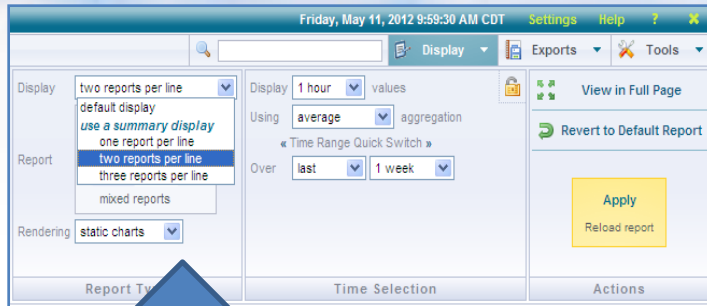 Friday, May 11, 2012 9:59:30 AM CDT Settings Help ? ×
Display Exports Tools
Display two reports per line
default display
use a summary display
one report per line
two reports per line
three reports per line
Report
mixed reports
Rendering static charts
Report Ty
Display 1 hour values
Using average aggregation
« Time Range Quick Switch »
Over last 1 week
Time Selection
View in Full Page
Revert to Default Report
Apply
Reload report
Actions